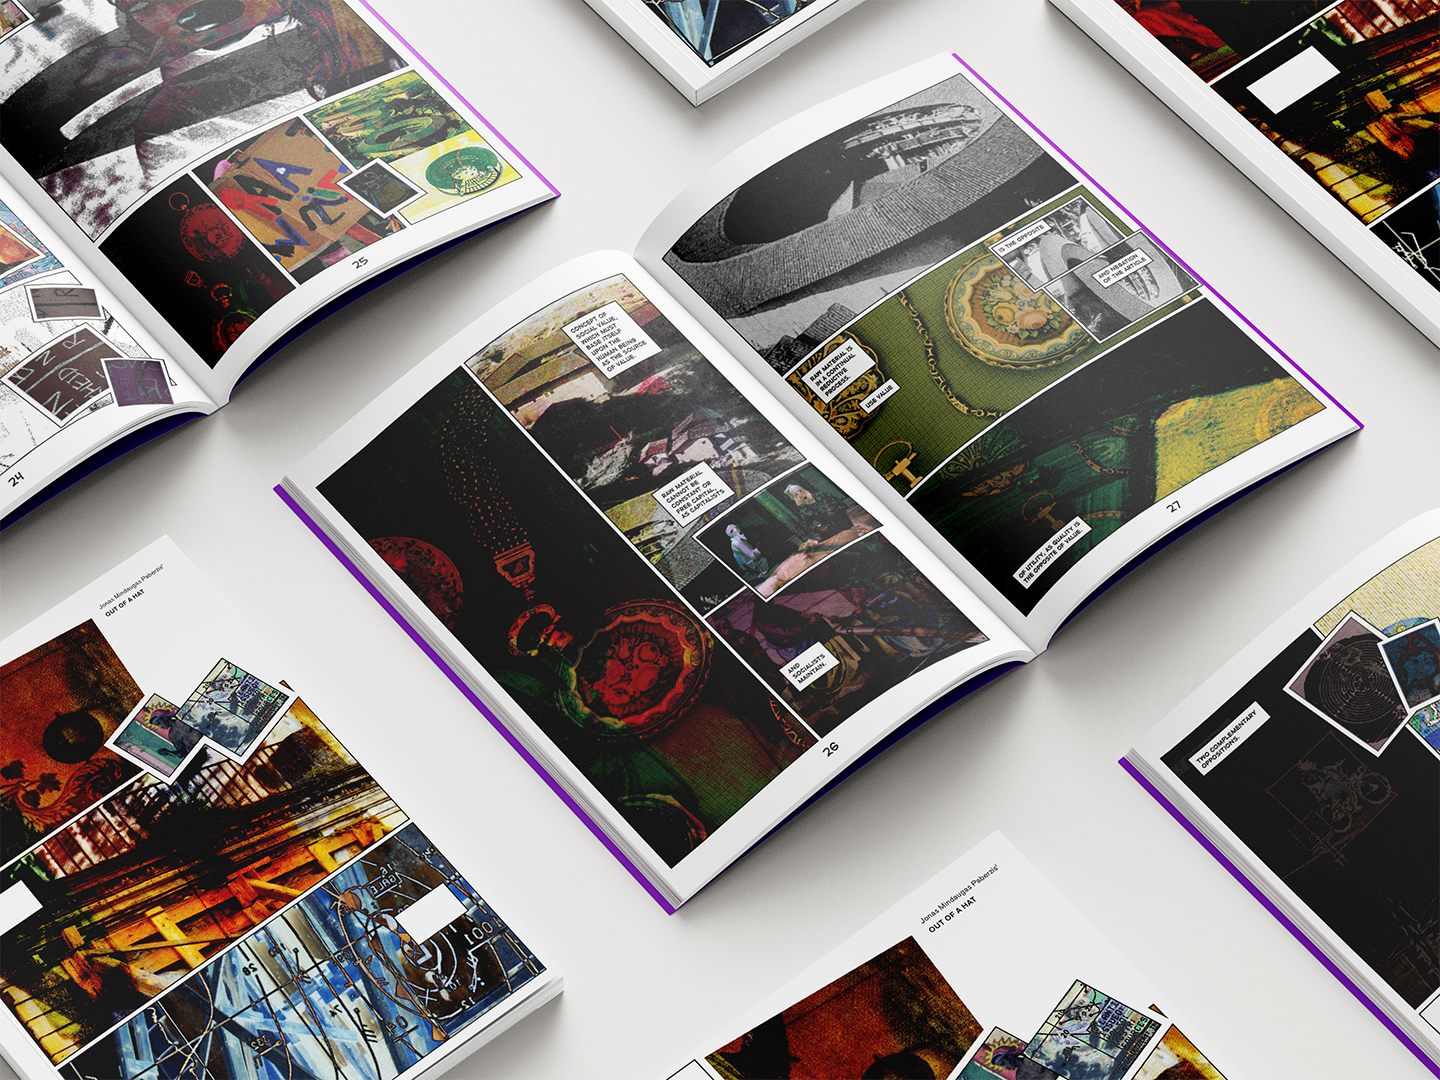 25
24
CONCEPT OF
SOCIAL VALUE,
WHICH MUST
BASE ITSELF
UPON THE
HUMAN BEING
AS THE SOURCE
OF VALUE.
RAW MATERIAL
CANNOT BE
CONSTANT OR
FREE CAPITAL,
AS CAPITALISTS
AND
SOCIALISTS
MAINTAIN.
26
IS THE OPPOSITE
AND NEGATION
OF THE ARTICLE
RAW MATERIAL IS
IN A CONTINUAL
REDUCTIVE
PROCESS.
USE VALUE
OF UTILITY, AS QUALITY IS
THE OPPOSITE OF VALUE.
27
Jonas Mindaugas Paberzis'
OUT OF A HAT
TWO COMPLEMENTARY
OPPOSITIONS.
Jonas Mindaugas Paberzis'
OUT OF A HAT